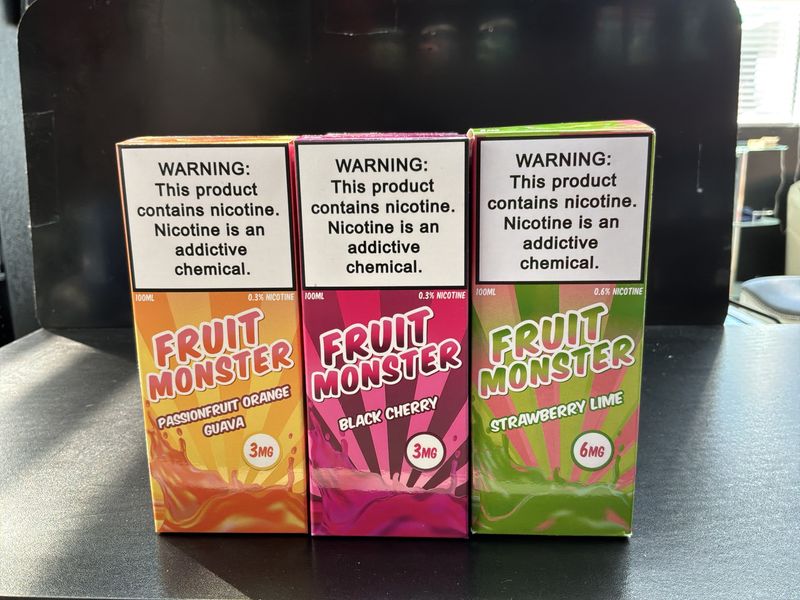 WARNING:
This product
contains nicotine.
Nicotine is an
addictive
chemical.
100ML 0.3% NICOTINE
FRUIT
MONSTER
PASSIONFRUIT ORANGE
GUAVA
3MG
WARNING:
This product
contains nicotine.
Nicotine is an
addictive
chemical.
100ML 0.3% NICOTINE
FRUIT
MONSTER
BLACK CHERRY
3MG
WARNING:
This product
contains nicotine.
Nicotine is an
addictive
chemical.
100ML 0.6% NICOTINE
FRUIT
MONSTER
STRAWBERRY LIME
6MG